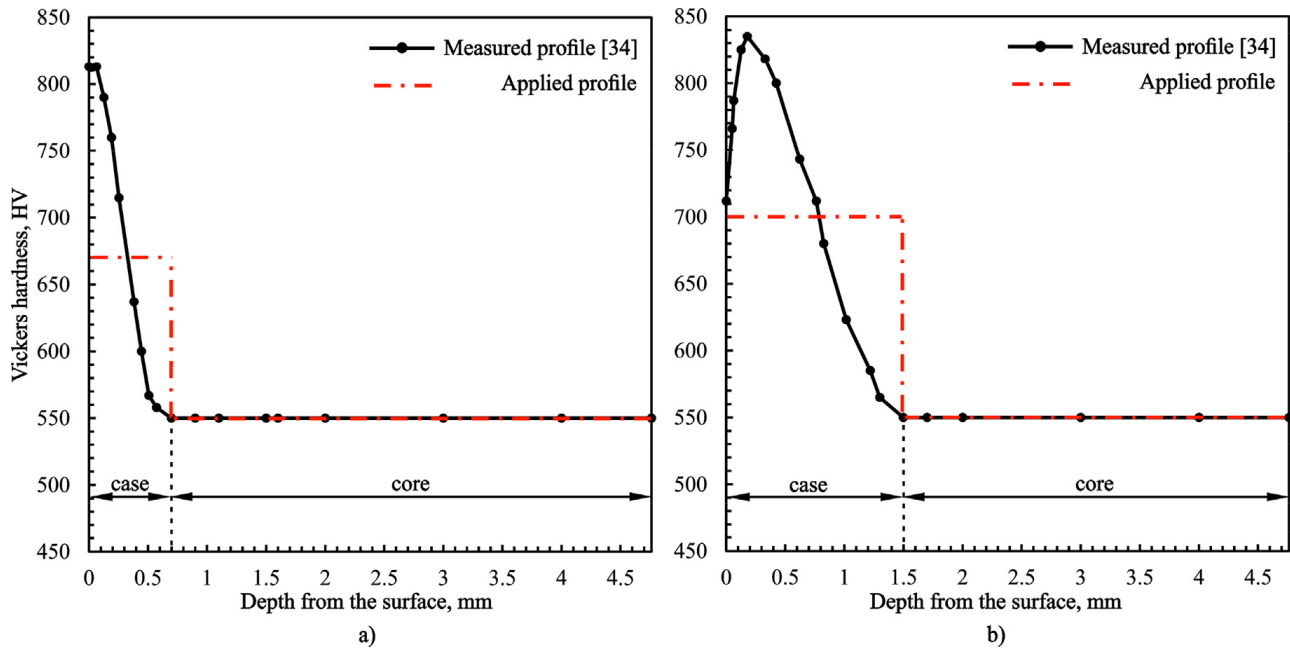 850
800
750
700
650
600
550
500
450
Vickers hardness, HV
Measured profile [34]
Applied profile
case
core
0 0.5 1 1.5 2 2.5 3 3.5 4 4.5
Depth from the surface, mm
a)
850
800
750
700
650
600
550
500
450
Measured profile [34]
Applied profile
case
core
0 0.5 1 1.5 2 2.5 3 3.5 4 4.5
Depth from the surface, mm
b)